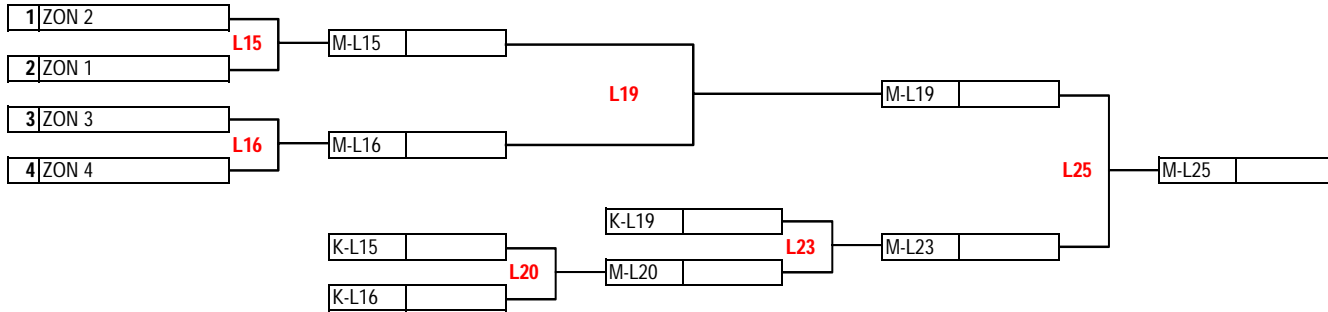 1 ZON 2
L15
M-L15
2 ZON 1
L19
M-L19
3 ZON 3
L16
M-L16
4 ZON 4
L25
M-L25
K-L19
K-L15
L23
M-L23
L20
M-L20
K-L16